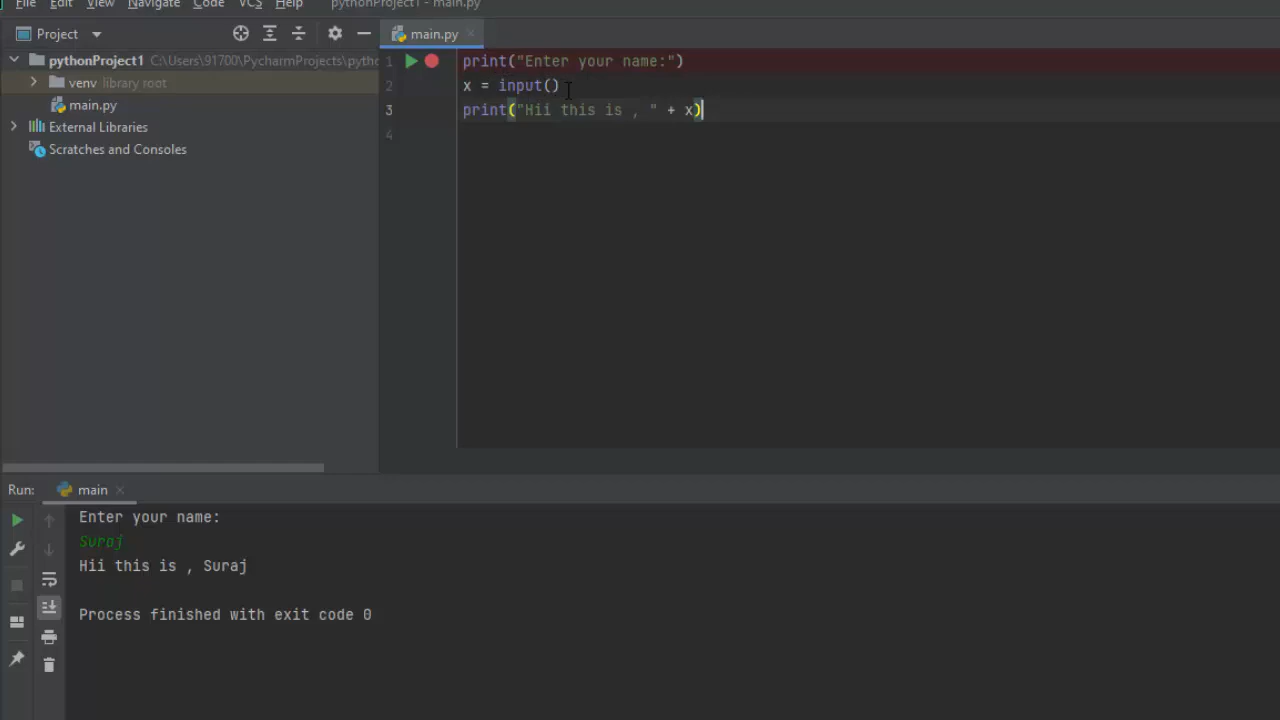 File Edit View Navigate Code VCS Help pythonProject1 - main.py
Project
main.py
pythonProject1 C:\Users\91700\PycharmProjects\pytho
venv library root
main.py
External Libraries
Scratches and Consoles
1 print("Enter your name:")
2 x = input()
3 print("Hii this is , " + x)
4
Run: main
Enter your name:
Suraj
Hii this is , Suraj
Process finished with exit code 0